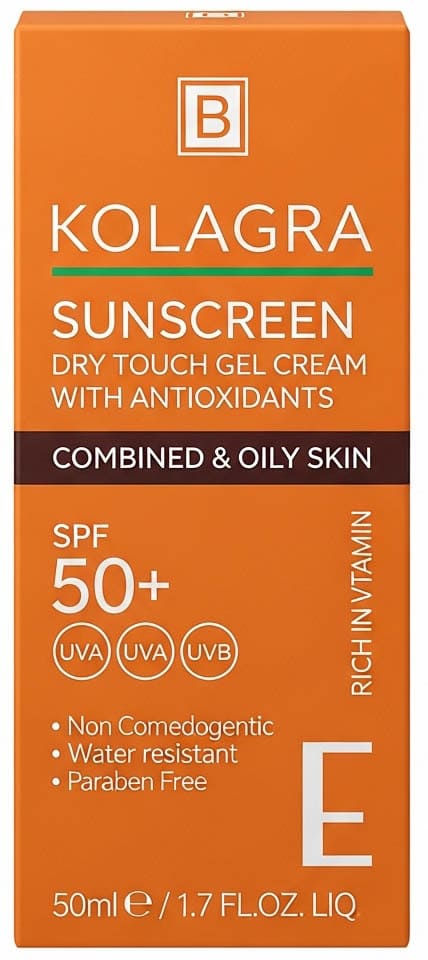 B
KOLAGRA
SUNSCREEN
DRY TOUCH GEL CREAM
WITH ANTIOXIDANTS
COMBINED & OILY SKIN
SPF
50+
UVA UVA UVB
RICH IN VTAMIN
E
• Non Comedogentic
• Water resistant
• Paraben Free
50ml ℮ / 1.7 FL.OZ. LIQ